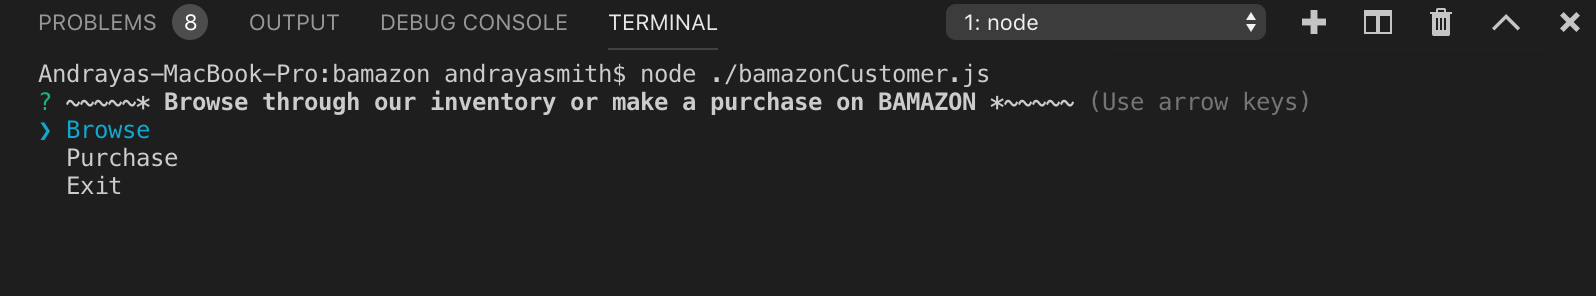 PROBLEMS 8 OUTPUT DEBUG CONSOLE TERMINAL 1: node
Andrayas-MacBook-Pro:bamazon andrayasmith$ node ./bamazonCustomer.js
? ~~~~~* Browse through our inventory or make a purchase on BAMAZON *~~~~~ (Use arrow keys)
❯ Browse
Purchase
Exit